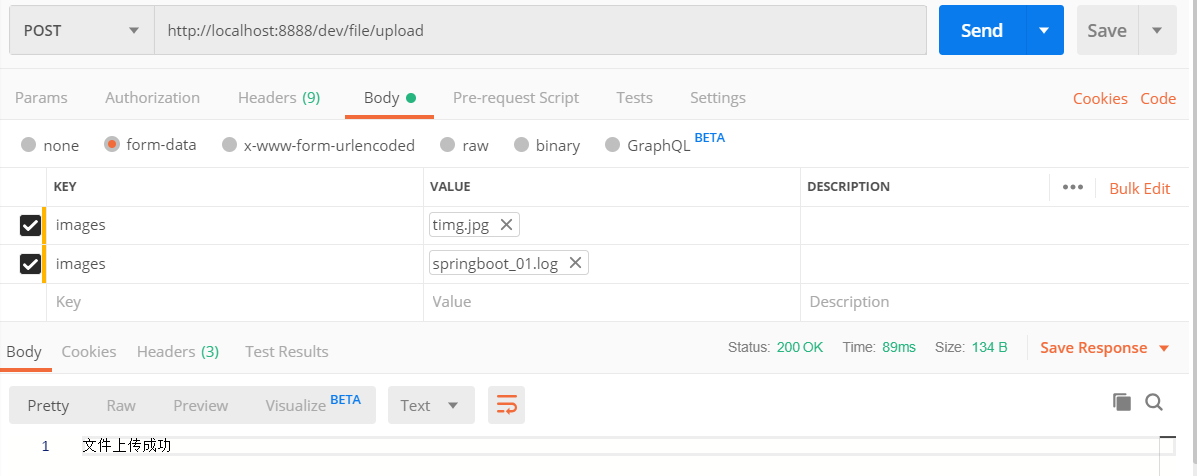 POST http://localhost:8888/dev/file/upload Send Save
Params Authorization Headers (9) Body Pre-request Script Tests Settings Cookies Code
none form-data x-www-form-urlencoded raw binary GraphQL BETA
KEY VALUE DESCRIPTION ••• Bulk Edit
images timg.jpg
images springboot_01.log
Key Value Description
Body Cookies Headers (3) Test Results Status: 200 OK Time: 89ms Size: 134 B Save Response
Pretty Raw Preview Visualize BETA Text
1 文件上传成功